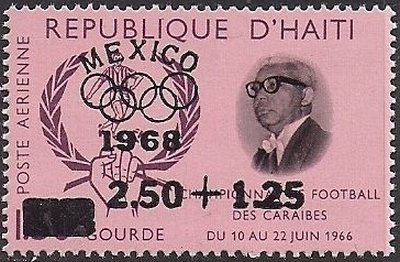 REPUBLIQUE D'HAITI
MEXICO
1968
POSTE AERIENNE
2.50 + 1.25
FOOTBALL
DES CARAIBES
GOURDE
DU 10 AU 22 JUIN 1966